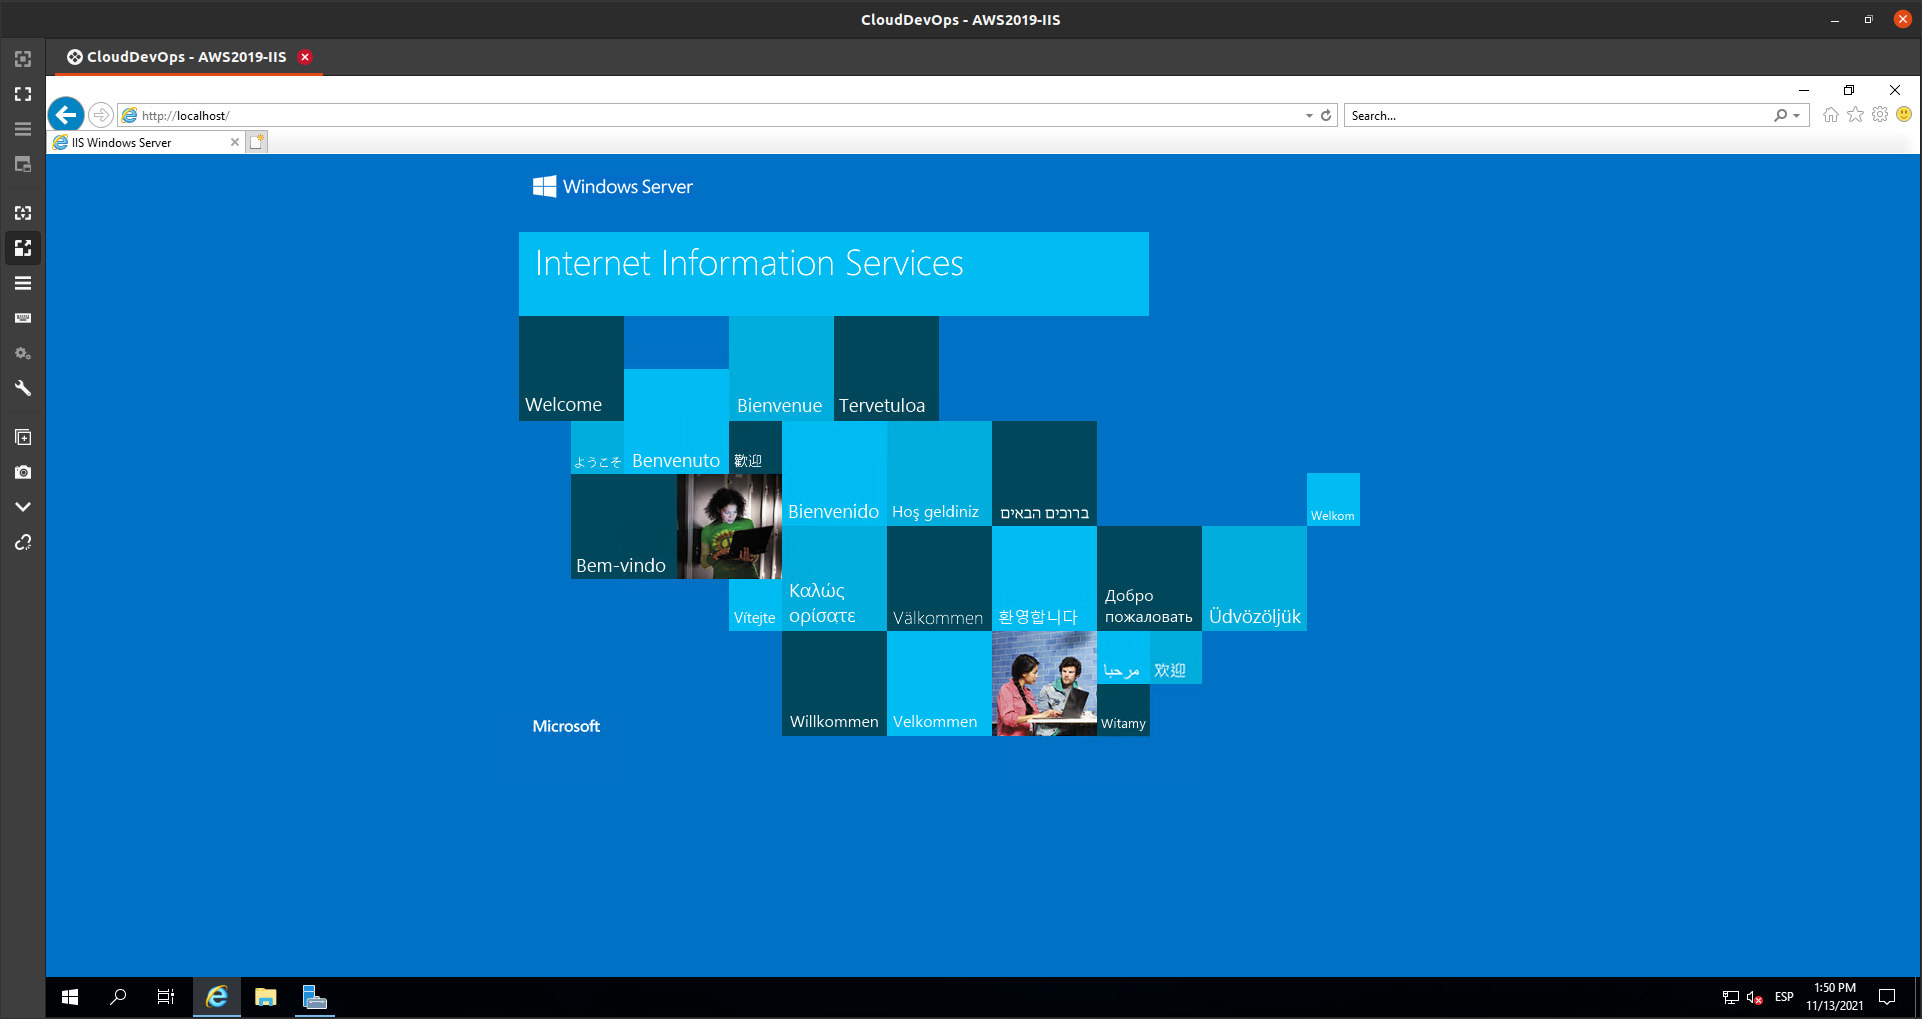 CloudDevOps - AWS2019-IIS
CloudDevOps - AWS2019-IIS
http://localhost/
Search...
IIS Windows Server
Windows Server
Internet Information Services
Welcome
Bienvenue
Tervetuloa
ようこそ
Benvenuto
歡迎
Bienvenido
Hoş geldiniz
ברוכים הבאים
Welkom
Bem-vindo
Vítejte
Καλώς
ορίσατε
Välkommen
환영합니다
Добро
пожаловать
Üdvözöljük
مرحبا
欢迎
Microsoft
Willkommen
Velkommen
Witamy
ESP
1:50 PM
11/13/2021